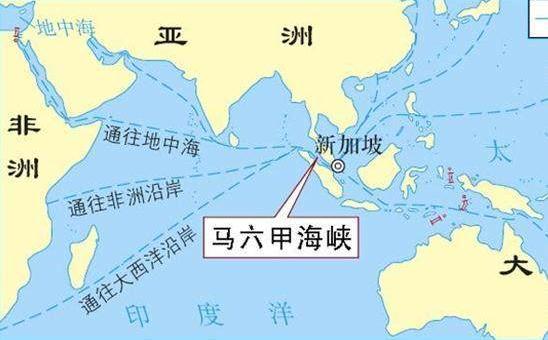 地中海
亚洲
非洲
通往地中海
新加坡
太
通往非洲沿岸
马六甲海峡
通往大西洋沿岸
大
印度洋